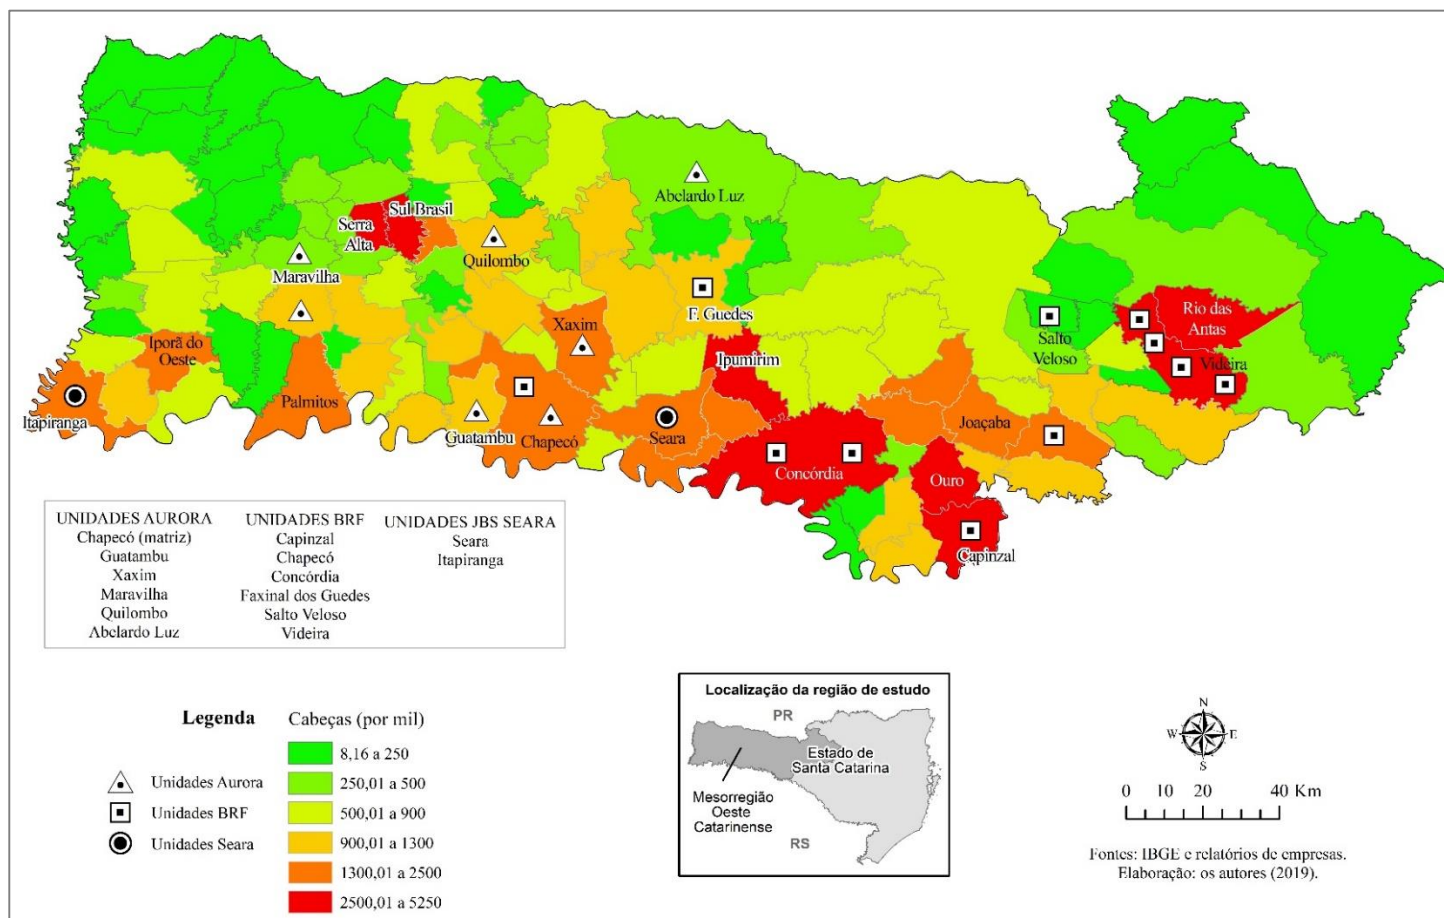 Abelardo Luz
Sul Brasil
Serra
Alta
Quilombo
Maravilha
F. Guedes
Rio das
Antas
Salto
Veloso
Xaxim
Iporã do
Oeste
Ipumirim
Videira
Palmitos
Itapiranga
Guatambu
Chapecó
Seara
Joaçaba
Concórdia
Ouro
Capinzal
UNIDADES AURORA
Chapecó (matriz)
Guatambu
Xaxim
Maravilha
Quilombo
Abelardo Luz
UNIDADES BRF
Capinzal
Chapecó
Concórdia
Faxinal dos Guedes
Salto Veloso
Videira
UNIDADES JBS SEARA
Seara
Itapiranga
Legenda
Unidades Aurora
Unidades BRF
Unidades Seara
Cabeças (por mil)
8,16 a 250
250,01 a 500
500,01 a 900
900,01 a 1300
1300,01 a 2500
2500,01 a 5250
Localização da região de estudo
PR
Estado de
Santa Catarina
Mesorregião
Oeste
Catarinense
RS
N
W E
S
0 10 20 40 Km
Fontes: IBGE e relatórios de empresas.
Elaboração: os autores (2019).